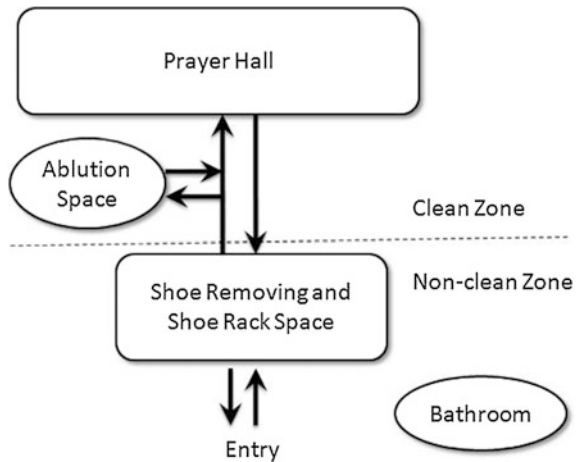 Prayer Hall
Ablution
Space
Clean Zone
Non-clean Zone
Shoe Removing and
Shoe Rack Space
Bathroom
Entry